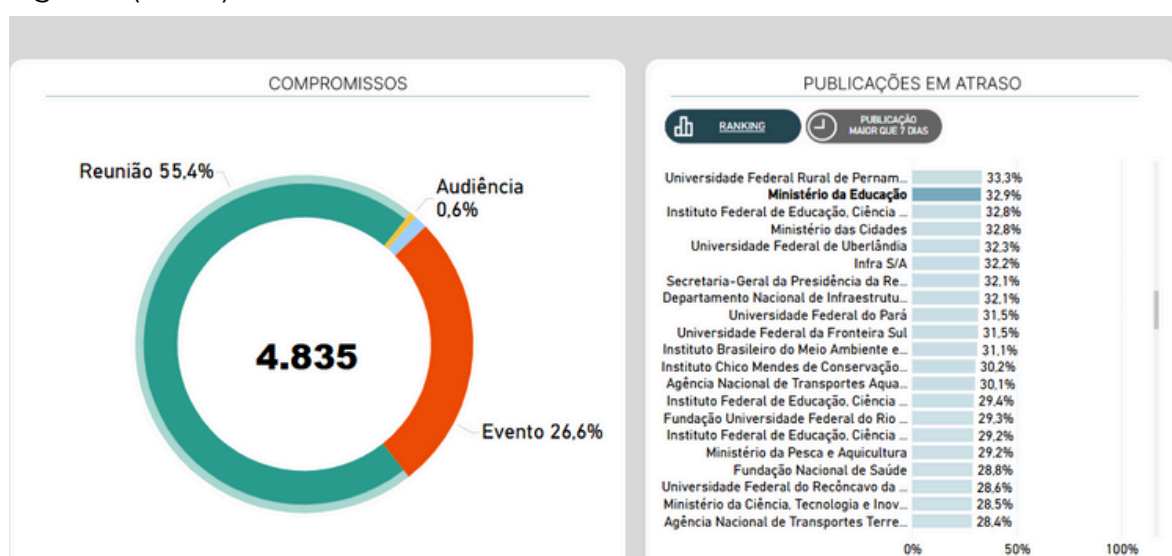 COMPROMISSOS
Reunião 55,4%
Audiência
0,6%
4.835
Evento 26,6%
PUBLICAÇÕES EM ATRASO
RANKING
PUBLICAÇÃO
MAIOR QUE 7 DIAS
Universidade Federal Rural de Pernam... 33,3%
Ministério da Educação 32,9%
Instituto Federal de Educação, Ciência ... 32,8%
Ministério das Cidades 32,8%
Universidade Federal de Uberlândia 32,3%
Infra S/A 32,2%
Secretaria-Geral da Presidência da Re... 32,1%
Departamento Nacional de Infraestrutu... 32,1%
Universidade Federal do Pará 31,5%
Universidade Federal da Fronteira Sul 31,5%
Instituto Brasileiro do Meio Ambiente e... 31,1%
Instituto Chico Mendes de Conservação... 30,2%
Agência Nacional de Transportes Aqua... 30,1%
Instituto Federal de Educação, Ciência ... 29,4%
Fundação Universidade Federal do Rio ... 29,3%
Instituto Federal de Educação, Ciência ... 29,2%
Ministério da Pesca e Aquicultura 29,2%
Fundação Nacional de Saúde 28,8%
Universidade Federal do Recôncavo da ... 28,6%
Ministério da Ciência, Tecnologia e Inov... 28,5%
Agência Nacional de Transportes Terre... 28,4%
0% 50% 100%